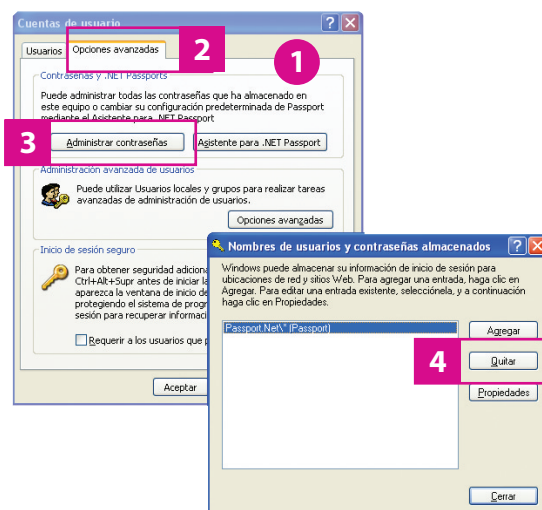 Cuentas de usuario
2
Usuarios
Opciones avanzadas
1
Contraseñas y .NET Passports
Puede administrar todas las contraseñas que ha almacenado en
este equipo o cambiar su configuración predeterminada de Passport
mediante el Asistente para .NET Passport
3
Administrar contraseñas
Asistente para .NET Passport
Administración avanzada de usuarios
Puede utilizar Usuarios locales y grupos para realizar tareas
avanzadas de administración de usuarios.
Opciones avanzadas
Inicio de sesión seguro
Para obtener seguridad adiciona
Ctrl+Alt+Supr antes de iniciar la
aparezca la ventana de inicio de
protegiendo el sistema de progr
sesión para recuperar informaci
Requerir a los usuarios que p
Aceptar
Nombres de usuarios y contraseñas almacenados
Windows puede almacenar su información de inicio de sesión para
ubicaciones de red y sitios Web. Para agregar una entrada, haga clic en
Agregar. Para editar una entrada existente, selecciónela, y a continuación
haga clic en Propiedades.
Passport.Net\* (Passport)
Agregar
4
Quitar
Propiedades
Cerrar